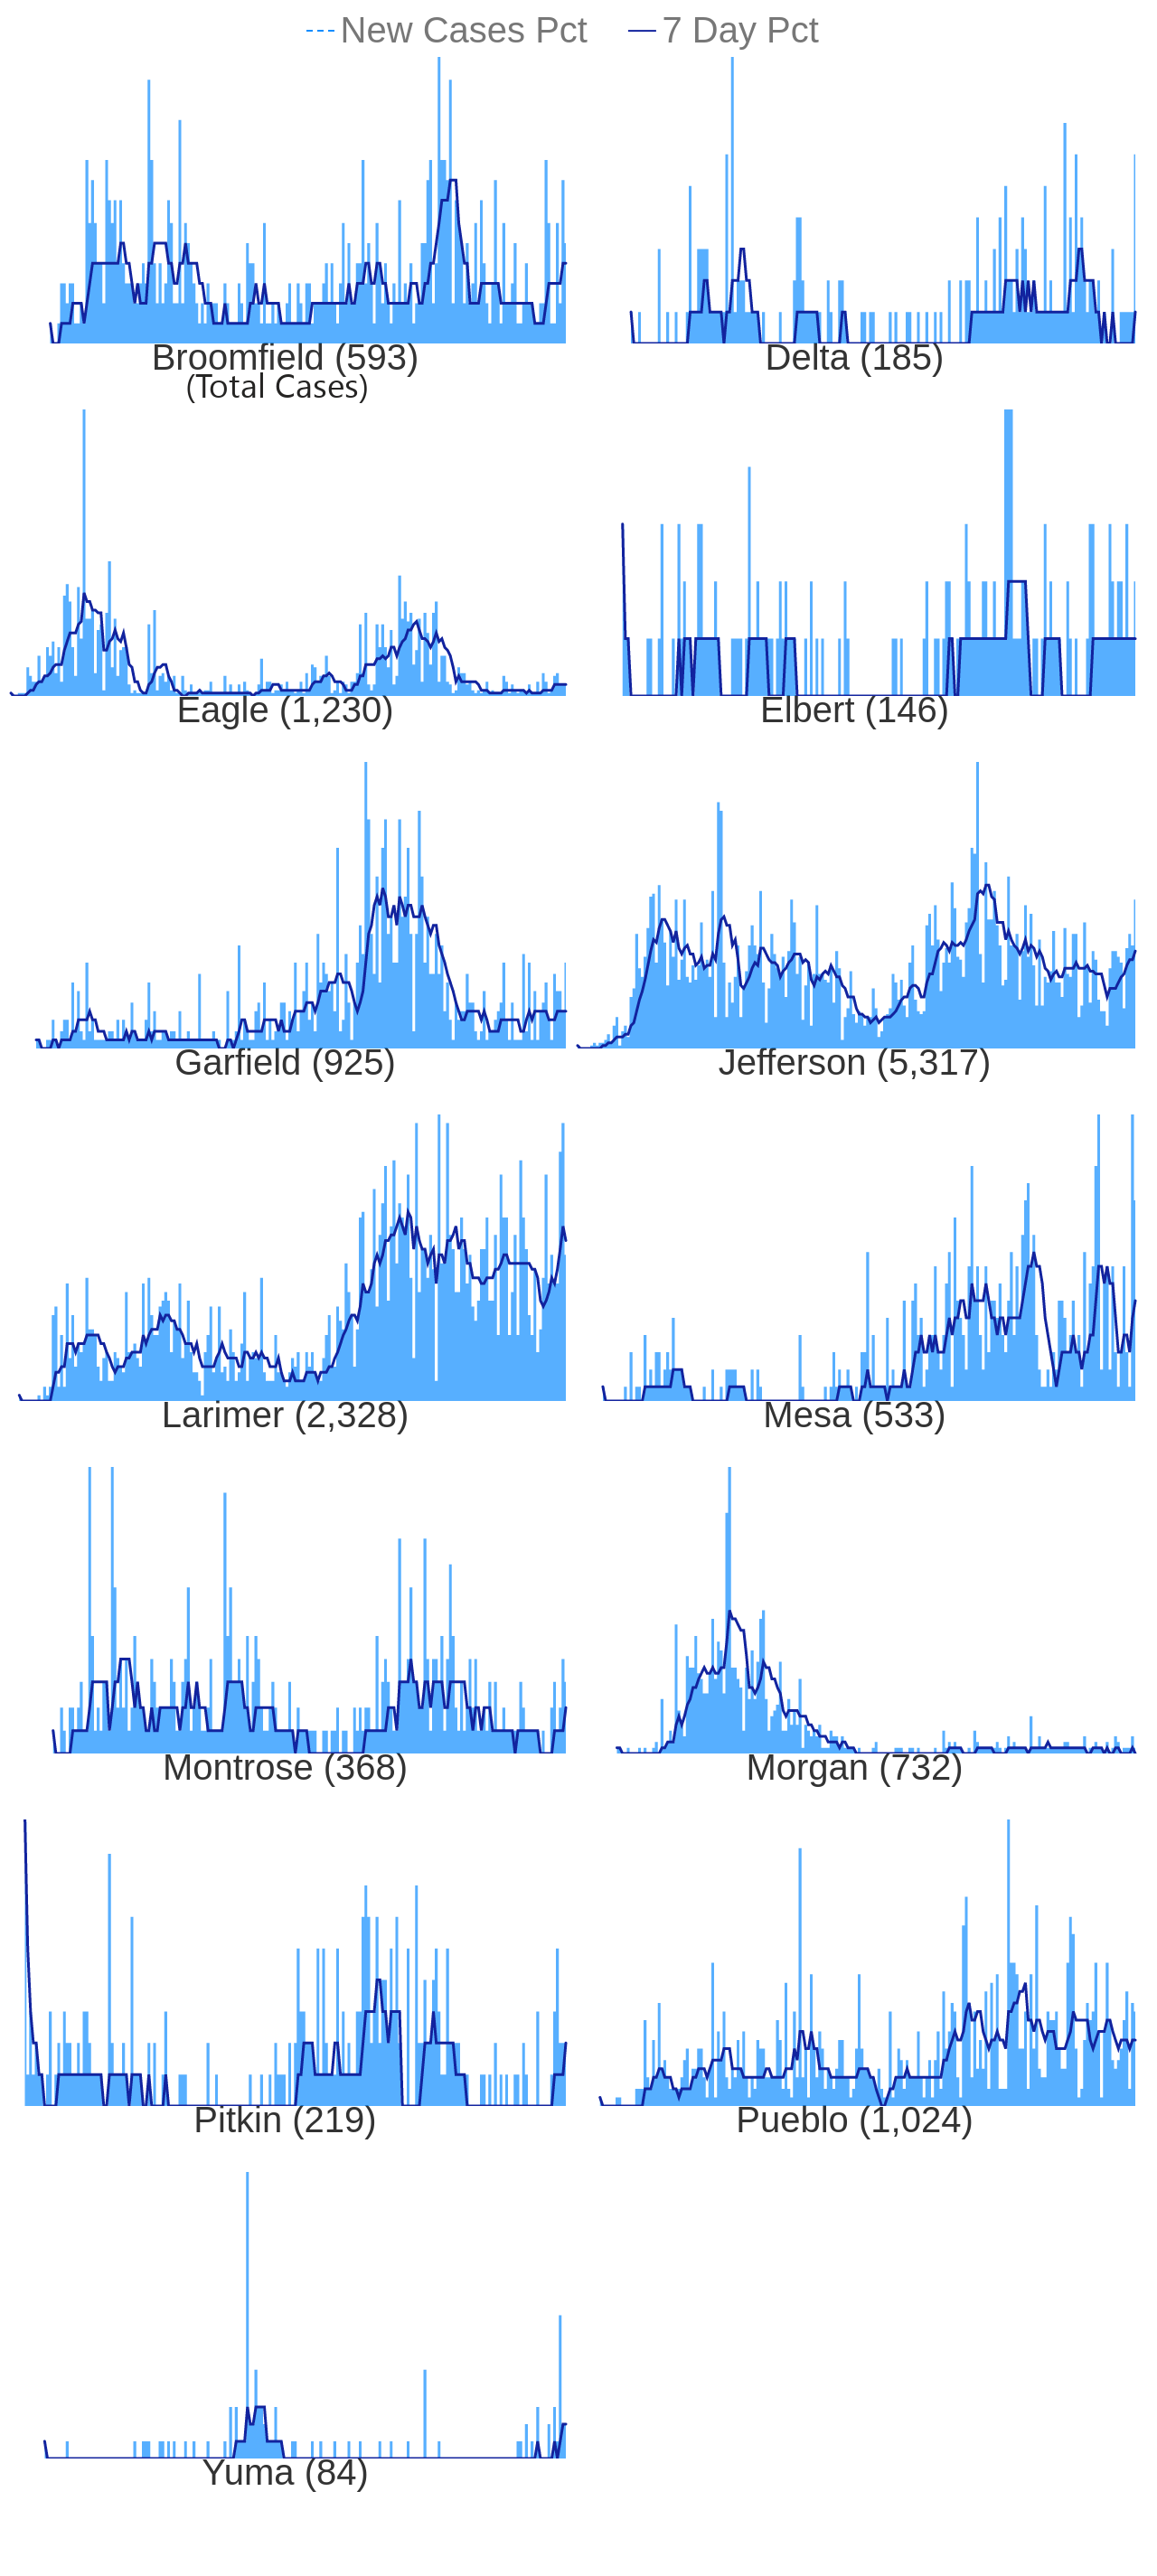 New Cases Pct 7 Day Pct
Broomfield (593) Delta (185)
(Total Cases)
Eagle (1,230) Elbert (146)
Garfield (925) Jefferson (5,317)
Larimer (2,328) Mesa (533)
Montrose (368) Morgan (732)
Pitkin (219) Pueblo (1,024)
Yuma (84)